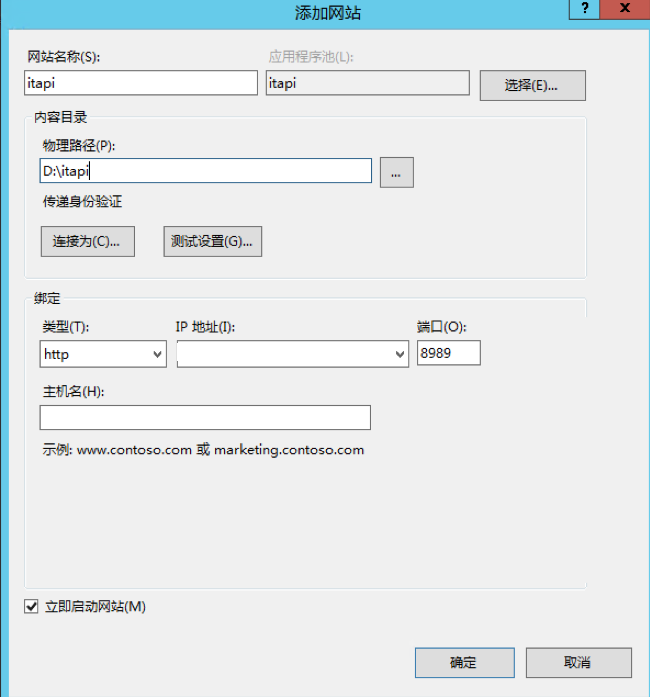 添加网站
? x
网站名称(S): 应用程序池(L):
itapi itapi 选择(E)...
内容目录
物理路径(P):
D:\itapi ...
传递身份验证
连接为(C)... 测试设置(G)...
绑定
类型(T): IP 地址(I): 端口(O):
http 8989
主机名(H):
示例: www.contoso.com 或 marketing.contoso.com
立即启动网站(M)
确定 取消